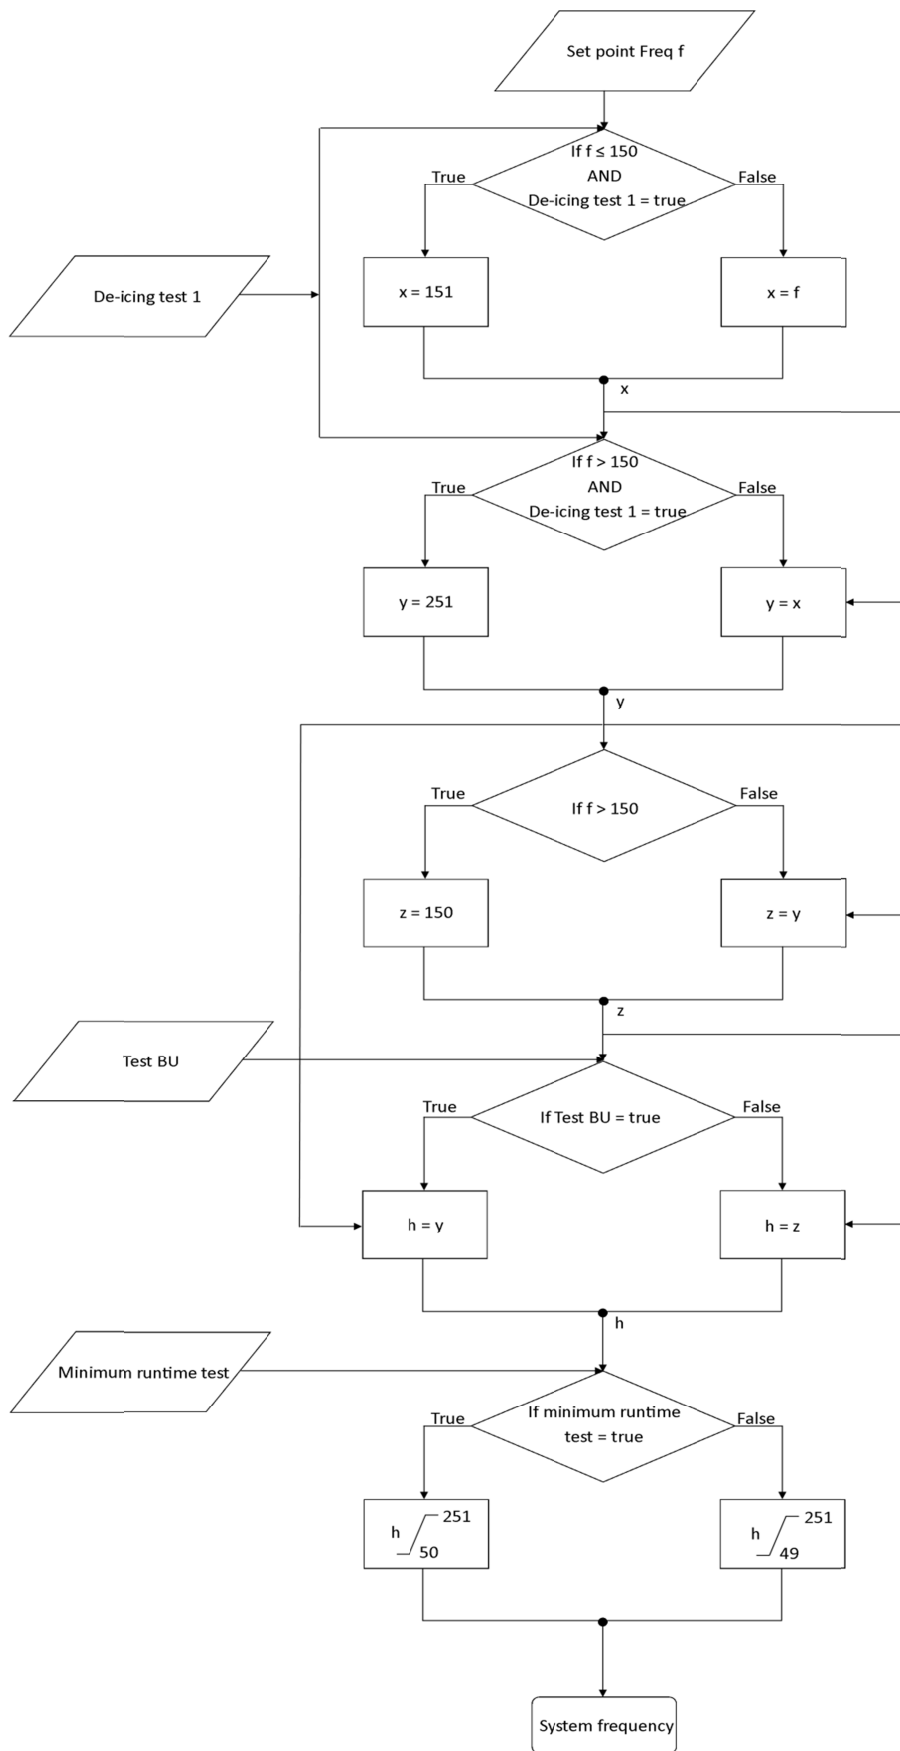 Set point Freq f
If f ≤ 150
AND
De-icing test 1 = true
True
False
De-icing test 1
x = 151
x = f
x
If f > 150
AND
De-icing test 1 = true
True
False
y = 251
y = x
y
If f > 150
True
False
z = 150
z = y
z
Test BU
If Test BU = true
True
False
h = y
h = z
h
Minimum runtime test
If minimum runtime
test = true
True
False
h 251
50
h 251
49
System frequency